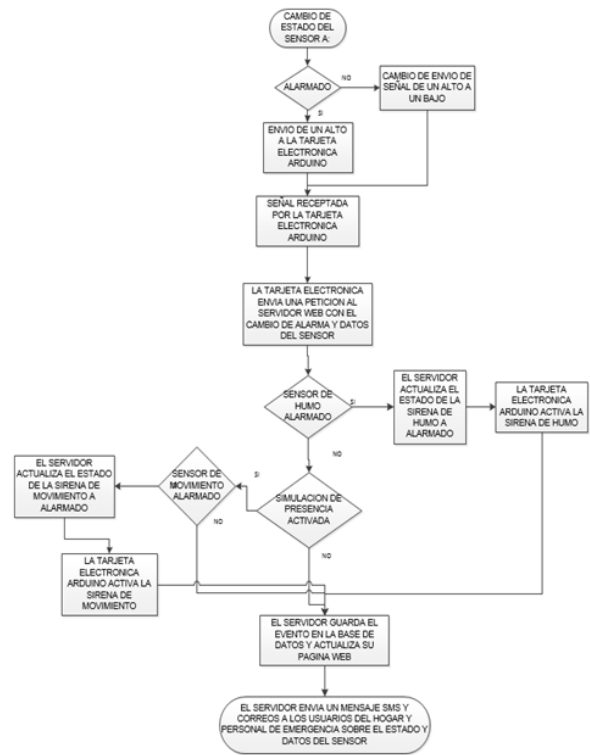 CAMBIO DE
ESTADO DEL
SENSOR A:
ALARMADO
NO
CAMBIO DE ENVIO DE
SEÑAL DE UN ALTO A
UN BAJO
SI
ENVIO DE UN ALTO
A LA TARJETA
ELECTRONICA
ARDUINO
SEÑAL RECEPTADA
POR LA TARJETA
ELECTRONICA
ARDUINO
LA TARJETA ELECTRONICA
ENVIA UNA PETICION AL
SERVIDOR WEB CON EL
CAMBIO DE ALARMA Y DATOS
DEL SENSOR
SENSOR DE
HUMO
ALARMADO
SI
EL SERVIDOR
ACTUALIZA EL
ESTADO DE LA
SIRENA DE
HUMO A
ALARMADO
LA TARJETA
ELECTRONICA
ARDUINO ACTIVA LA
SIRENA DE HUMO
NO
SIMULACION DE
PRESENCIA
ACTIVADA
SI
SENSOR DE
MOVIMIENTO
ALARMADO
EL SERVIDOR
ACTUALIZA EL ESTADO
DE LA SIRENA DE
MOVIMIENTO A
ALARMADO
NO
NO
LA TARJETA
ELECTRONICA
ARDUINO ACTIVA LA
SIRENA DE
MOVIMIENTO
EL SERVIDOR GUARDA EL
EVENTO EN LA BASE DE
DATOS Y ACTUALIZA SU
PAGINA WEB
EL SERVIDOR ENVIA UN MENSAJE SMS Y
CORREOS A LOS USUARIOS DEL HOGAR Y
PERSONAL DE EMERGENCIA SOBRE EL ESTADO Y
DATOS DEL SENSOR